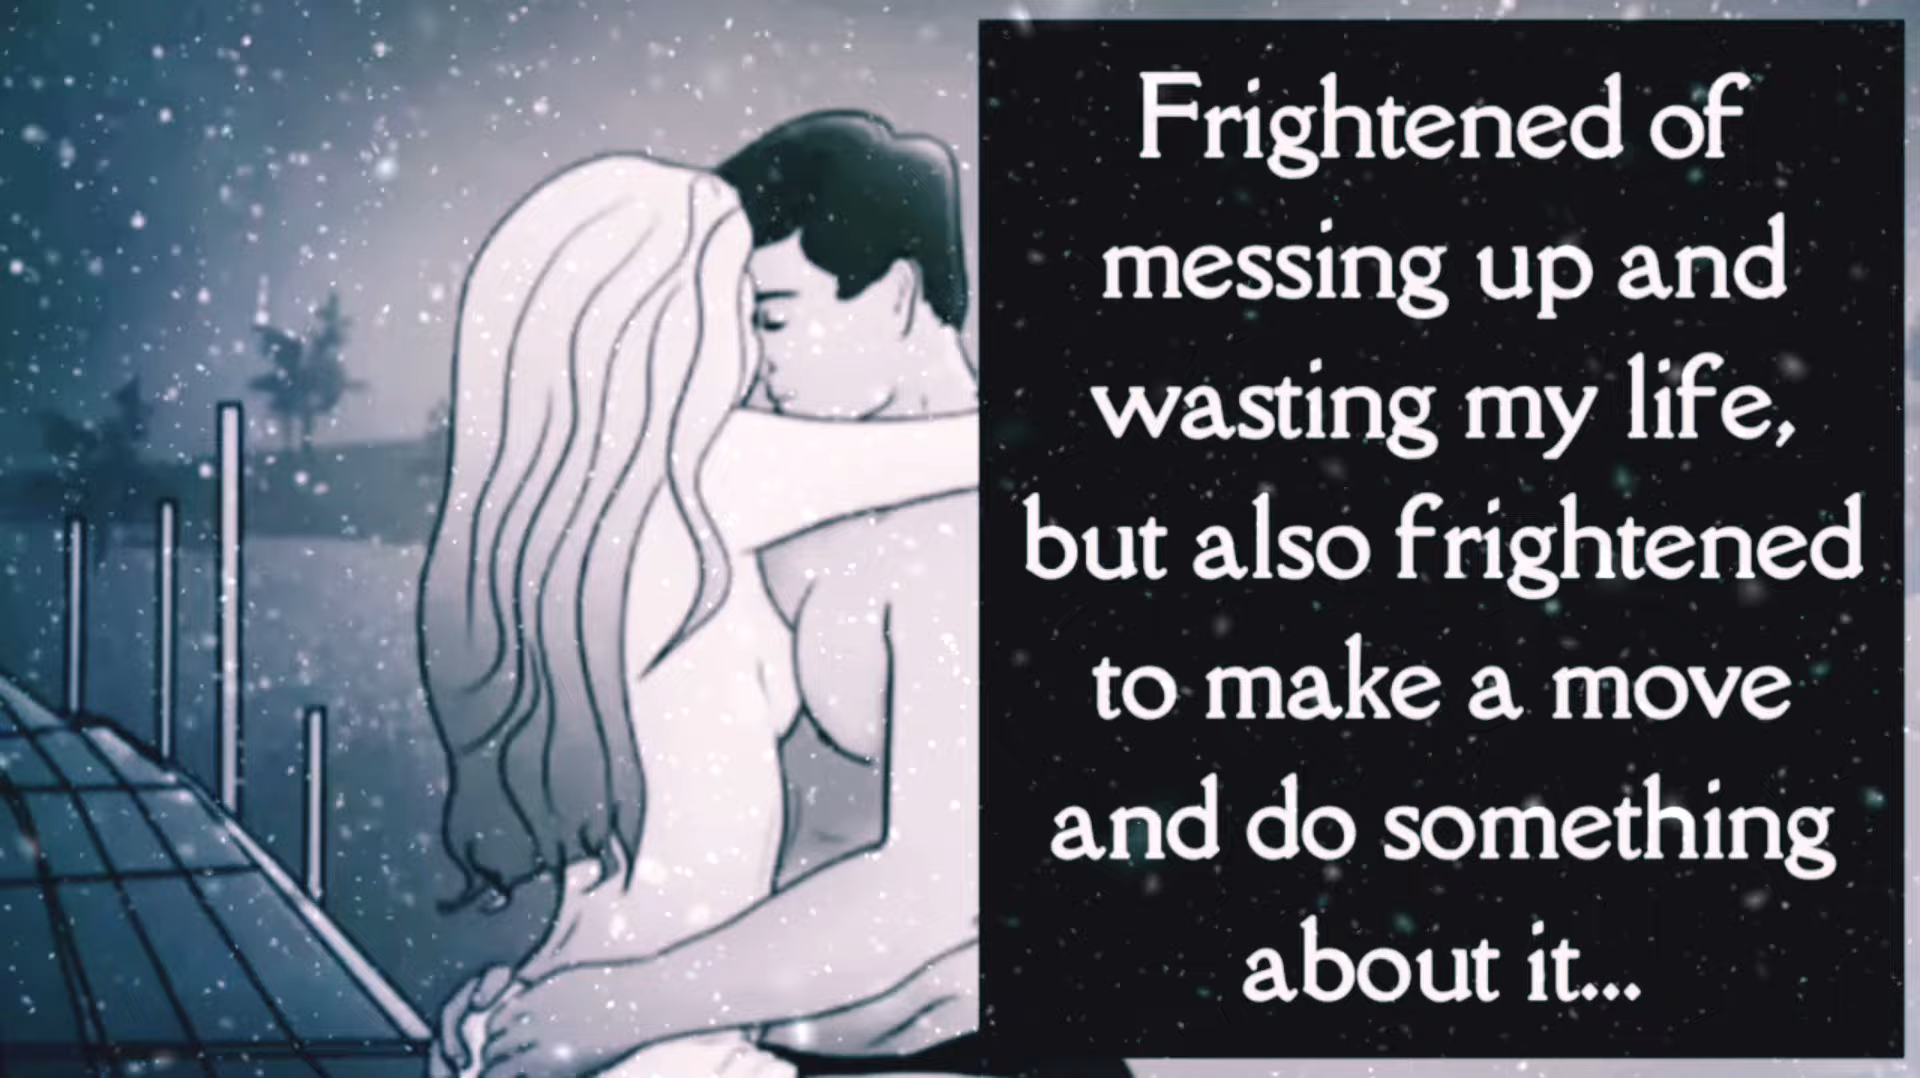 Frightened of
messing up and
wasting my life,
but also frightened
to make a move
and do something
about it...